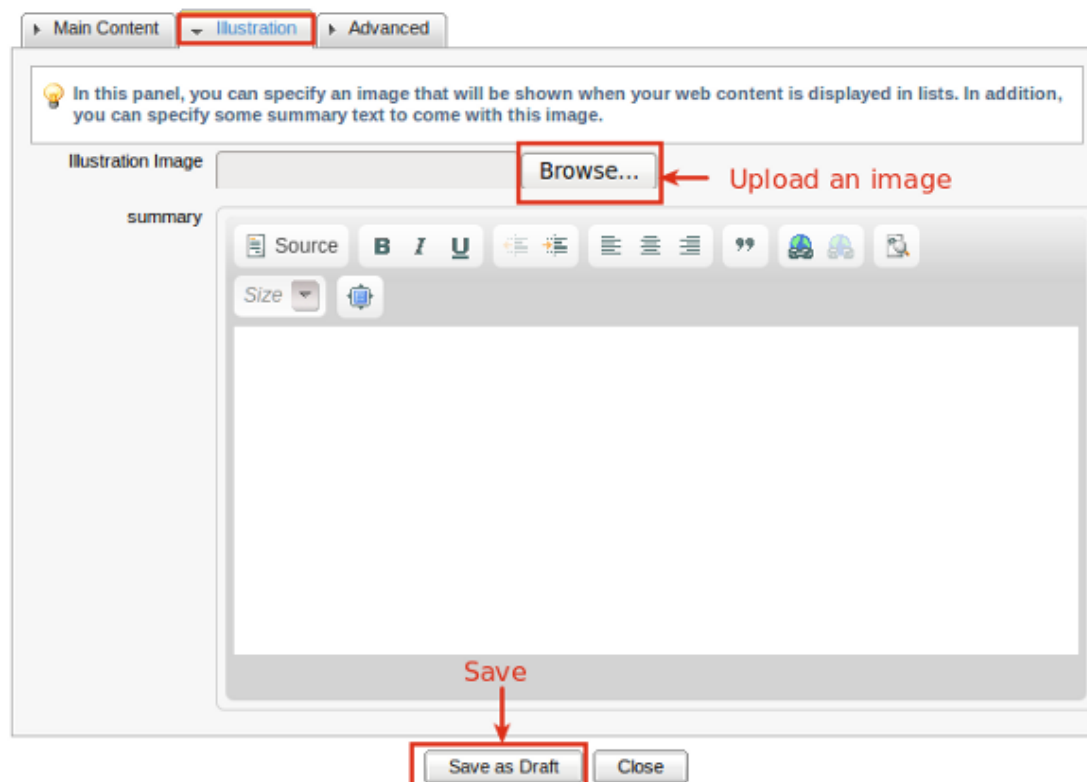 Main Content Illustration Advanced
In this panel, you can specify an image that will be shown when your web content is displayed in lists. In addition,
you can specify some summary text to come with this image.
Illustration Image Browse... Upload an image
summary
Source B I U
Size
Save
Save as Draft Close